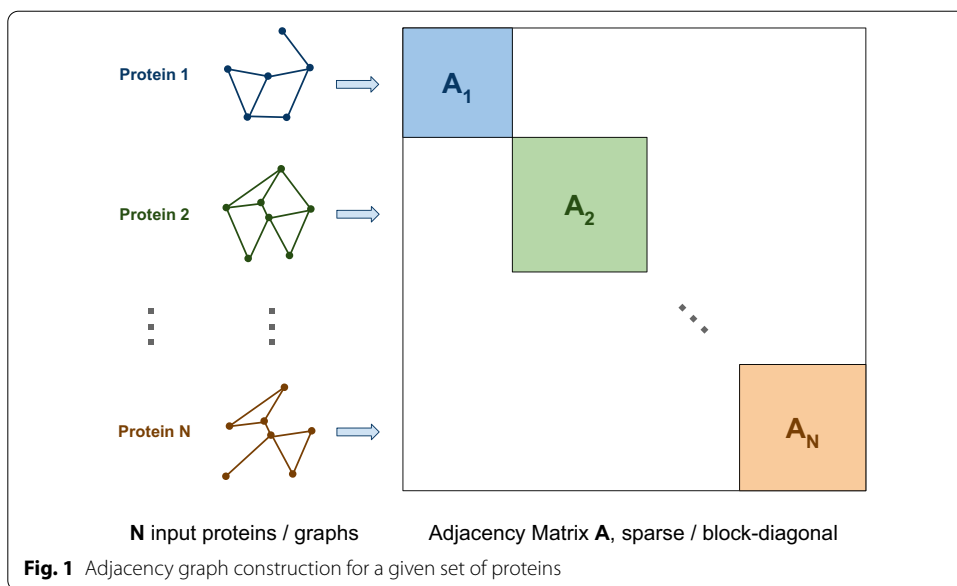 Protein 1
A1
Protein 2
A2
Protein N
AN
N input proteins / graphs
Adjacency Matrix A, sparse / block-diagonal
Fig. 1 Adjacency graph construction for a given set of proteins